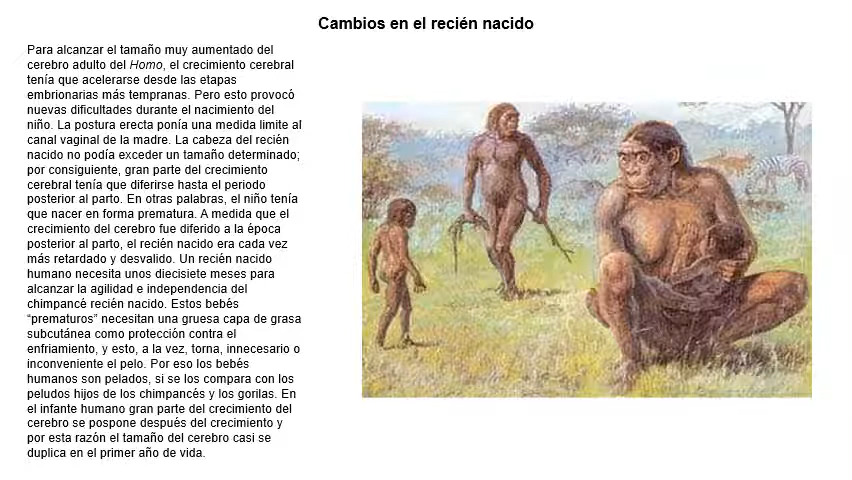 Cambios en el recién nacido
Para alcanzar el tamaño muy aumentado del
cerebro adulto del Homo, el crecimiento cerebral
tenía que acelerarse desde las etapas
embrionarias más tempranas. Pero esto provocó
nuevas dificultades durante el nacimiento del
niño. La postura erecta ponía una medida limite al
canal vaginal de la madre. La cabeza del recién
nacido no podía exceder un tamaño determinado;
por consiguiente, gran parte del crecimiento
cerebral tenía que diferirse hasta el periodo
posterior al parto. En otras palabras, el niño tenía
que nacer en forma prematura. A medida que el
crecimiento del cerebro fue diferido a la época
posterior al parto, el recién nacido era cada vez
más retardado y desvalido. Un recién nacido
humano necesita unos diecisiete meses para
alcanzar la agilidad e independencia del
chimpancé recién nacido. Estos bebés
“prematuros” necesitan una gruesa capa de grasa
subcutánea como protección contra el
enfriamiento, y esto, a la vez, torna, innecesario o
inconveniente el pelo. Por eso los bebés
humanos son pelados, si se los compara con los
peludos hijos de los chimpancés y los gorilas. En
el infante humano gran parte del crecimiento del
cerebro se pospone después del crecimiento y
por esta razón el tamaño del cerebro casi se
duplica en el primer año de vida.